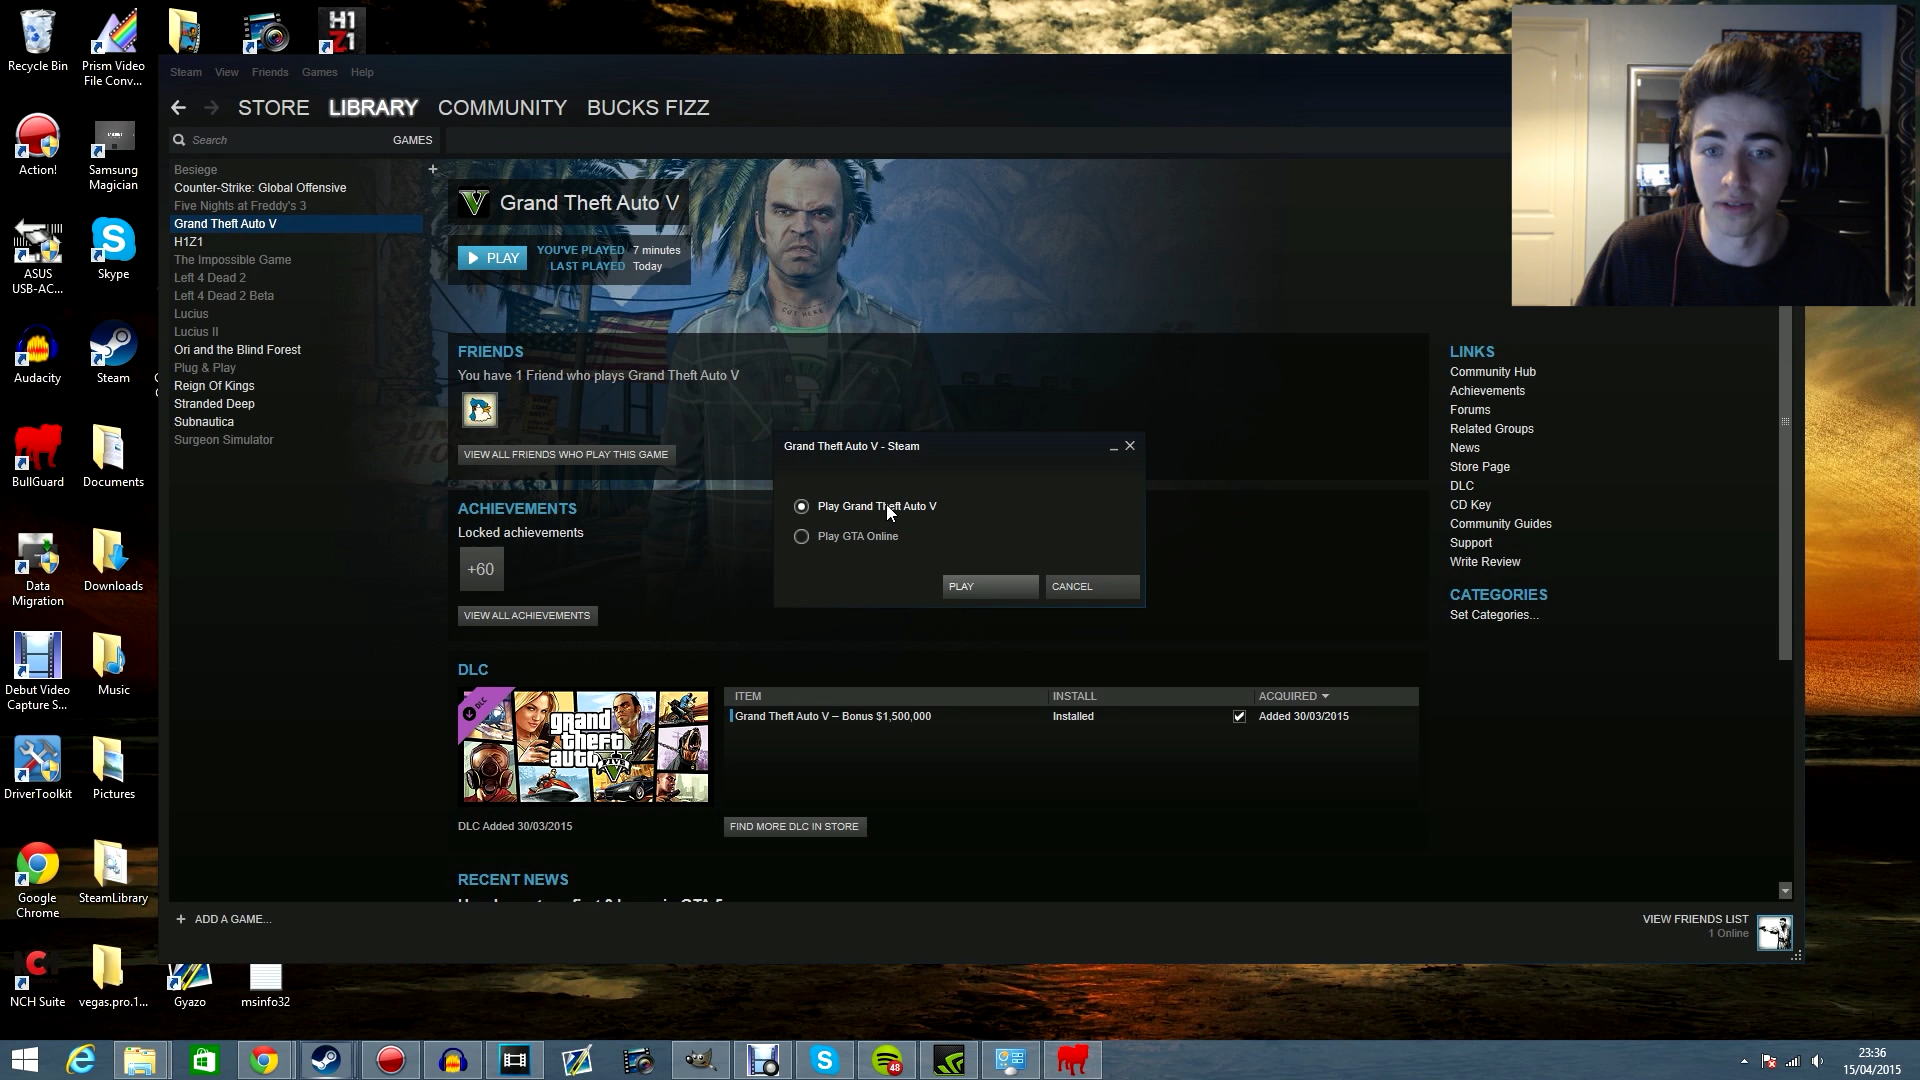 Recycle Bin
Prism Video
File Conv...
H1
Z1
Action!
Samsung
Magician
ASUS
USB-AC...
Skype
Audacity
Steam
BullGuard
Documents
Data
Migration
Downloads
Debut Video
Capture S...
Music
DriverToolkit
Pictures
Google
Chrome
SteamLibrary
NCH Suite
vegas.pro.1...
Gyazo
msinfo32
Steam View Friends Games Help
STORE LIBRARY COMMUNITY BUCKS FIZZ
Search GAMES
Besiege
Counter-Strike: Global Offensive
Five Nights at Freddy's 3
Grand Theft Auto V
H1Z1
The Impossible Game
Left 4 Dead 2
Left 4 Dead 2 Beta
Lucius
Lucius II
Ori and the Blind Forest
Plug & Play
Reign Of Kings
Stranded Deep
Subnautica
Surgeon Simulator
+ ADD A GAME...
Grand Theft Auto V
PLAY
YOU'VE PLAYED 7 minutes
LAST PLAYED Today
CUT HERE
FRIENDS
You have 1 Friend who plays Grand Theft Auto V
VIEW ALL FRIENDS WHO PLAY THIS GAME
ACHIEVEMENTS
Locked achievements
+60
VIEW ALL ACHIEVEMENTS
Grand Theft Auto V - Steam
Play Grand Theft Auto V
Play GTA Online
PLAY CANCEL
DLC
DLC
grand
theft
auto
FIVE
ITEM INSTALL ACQUIRED
Grand Theft Auto V – Bonus $1,500,000 Installed Added 30/03/2015
DLC Added 30/03/2015
FIND MORE DLC IN STORE
RECENT NEWS
LINKS
Community Hub
Achievements
Forums
Related Groups
News
Store Page
DLC
CD Key
Community Guides
Support
Write Review
CATEGORIES
Set Categories...
VIEW FRIENDS LIST
1 Online
48
23:36
15/04/2015